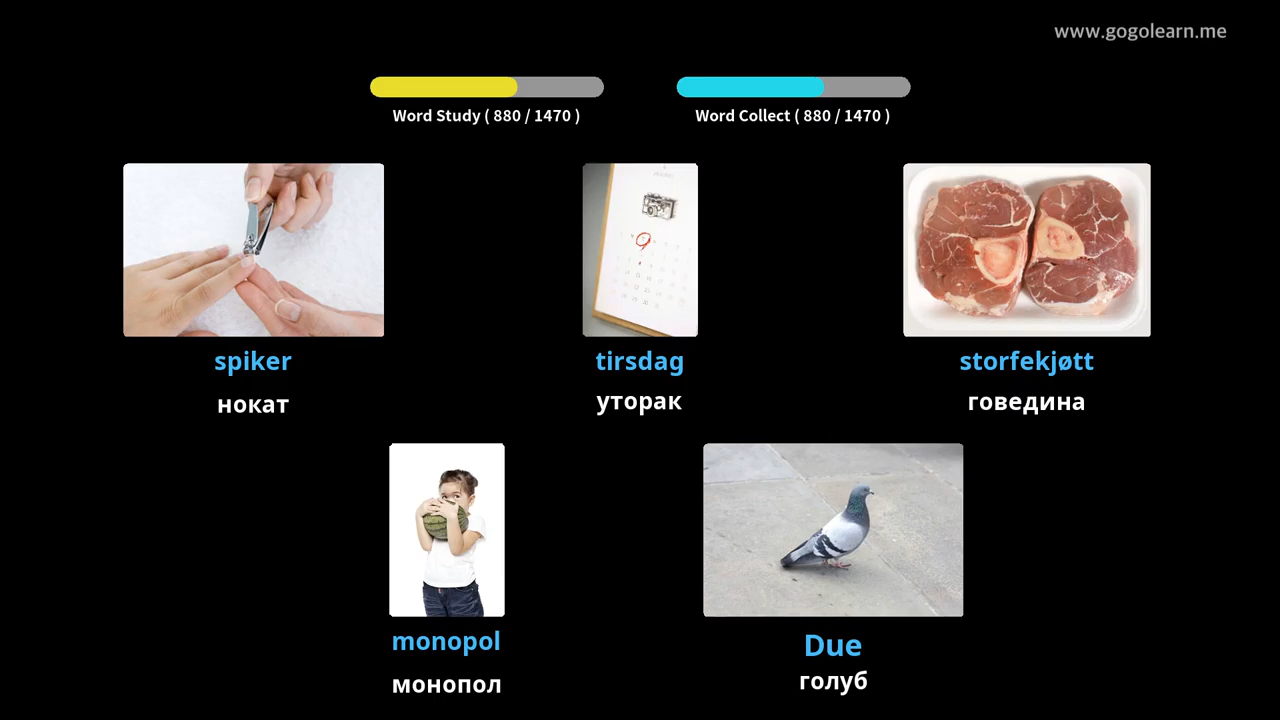 www.gogolearn.me
Word Study ( 880 / 1470 )
Word Collect ( 880 / 1470 )
spiker
нокат
tirsdag
уторак
storfekjøtt
говедина
monopol
монопол
Due
голуб